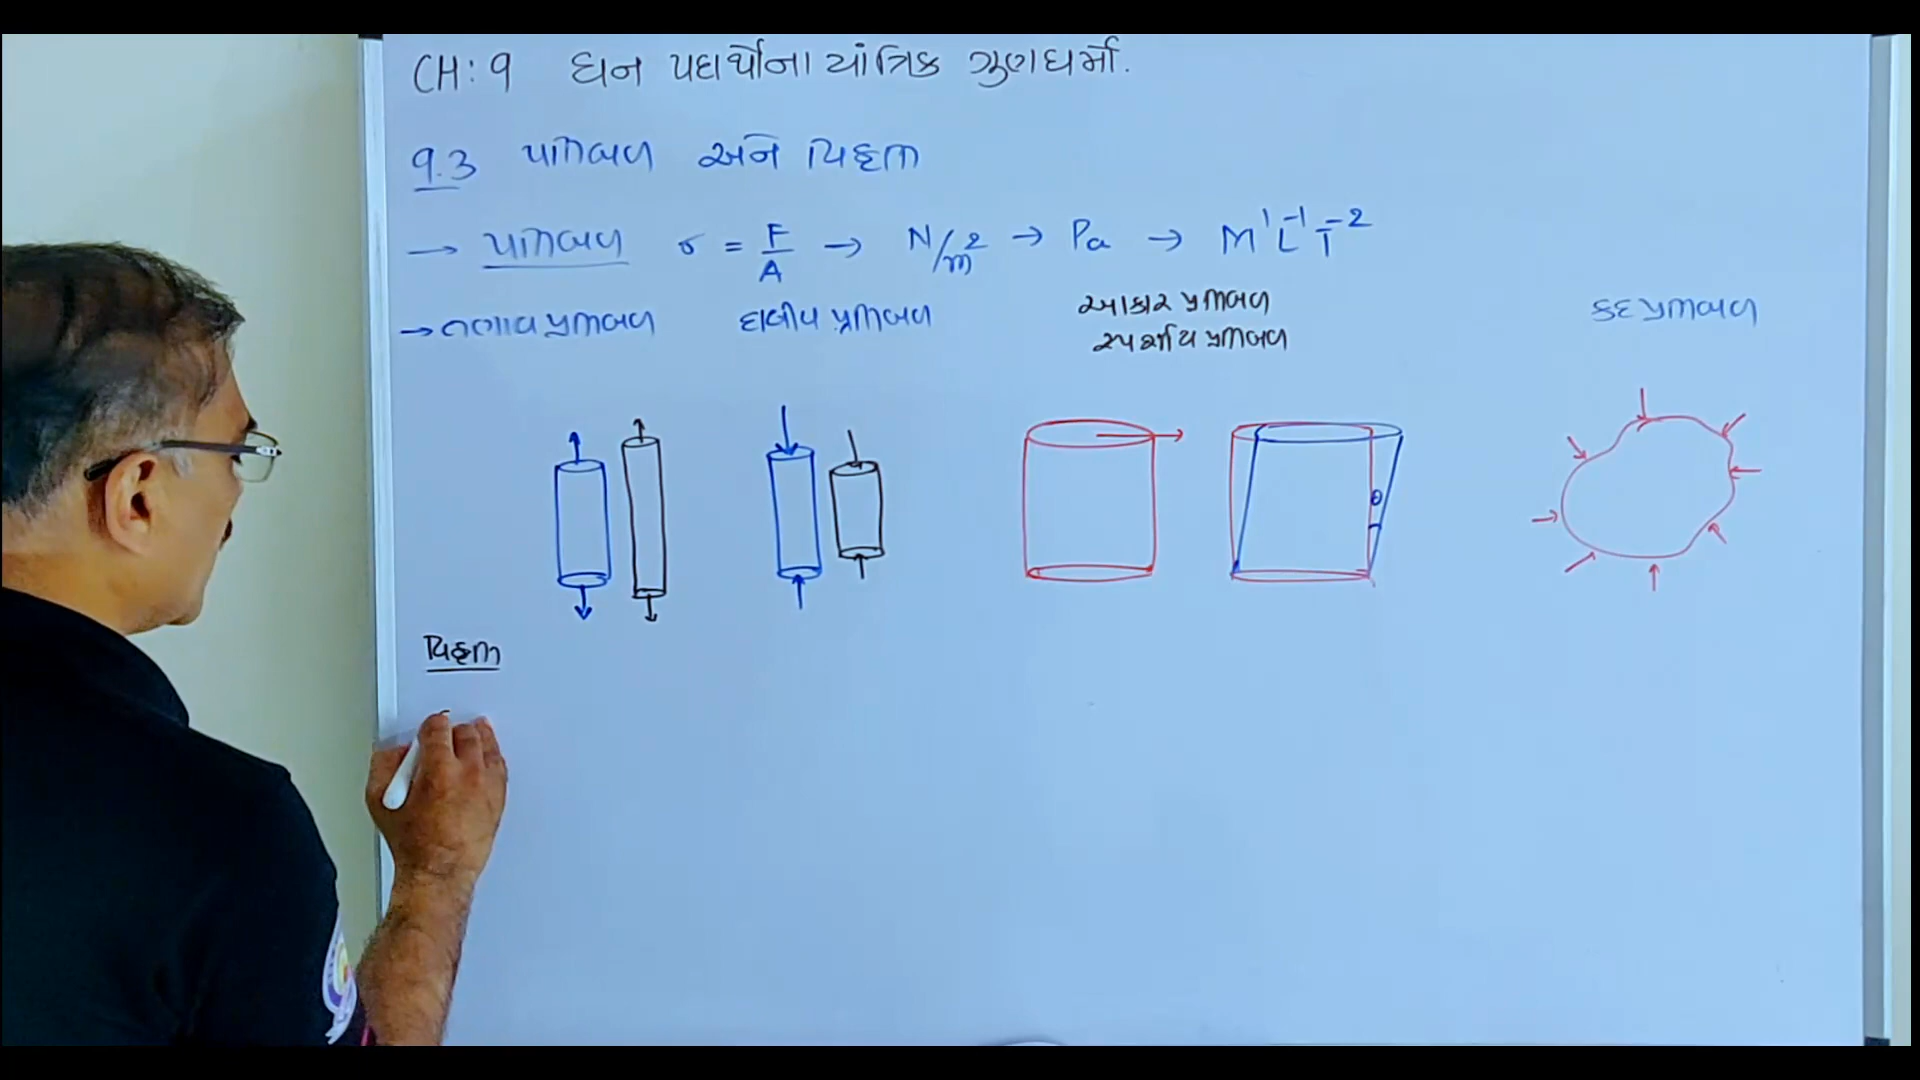 CH: 9 ઘન પદાર્થોના યાંત્રિક ગુણધર્મો.
9.3 પ્રતિબળ અને વિકૃતિ
→ પ્રતિબળ σ = F/A → N/m² → Pa → M¹L⁻¹T⁻²
→ તણાવ પ્રતિબળ દાબીય પ્રતિબળ આકાર પ્રતિબળ કદ પ્રતિબળ
સ્પર્શીય પ્રતિબળ
θ
વિકૃતિ